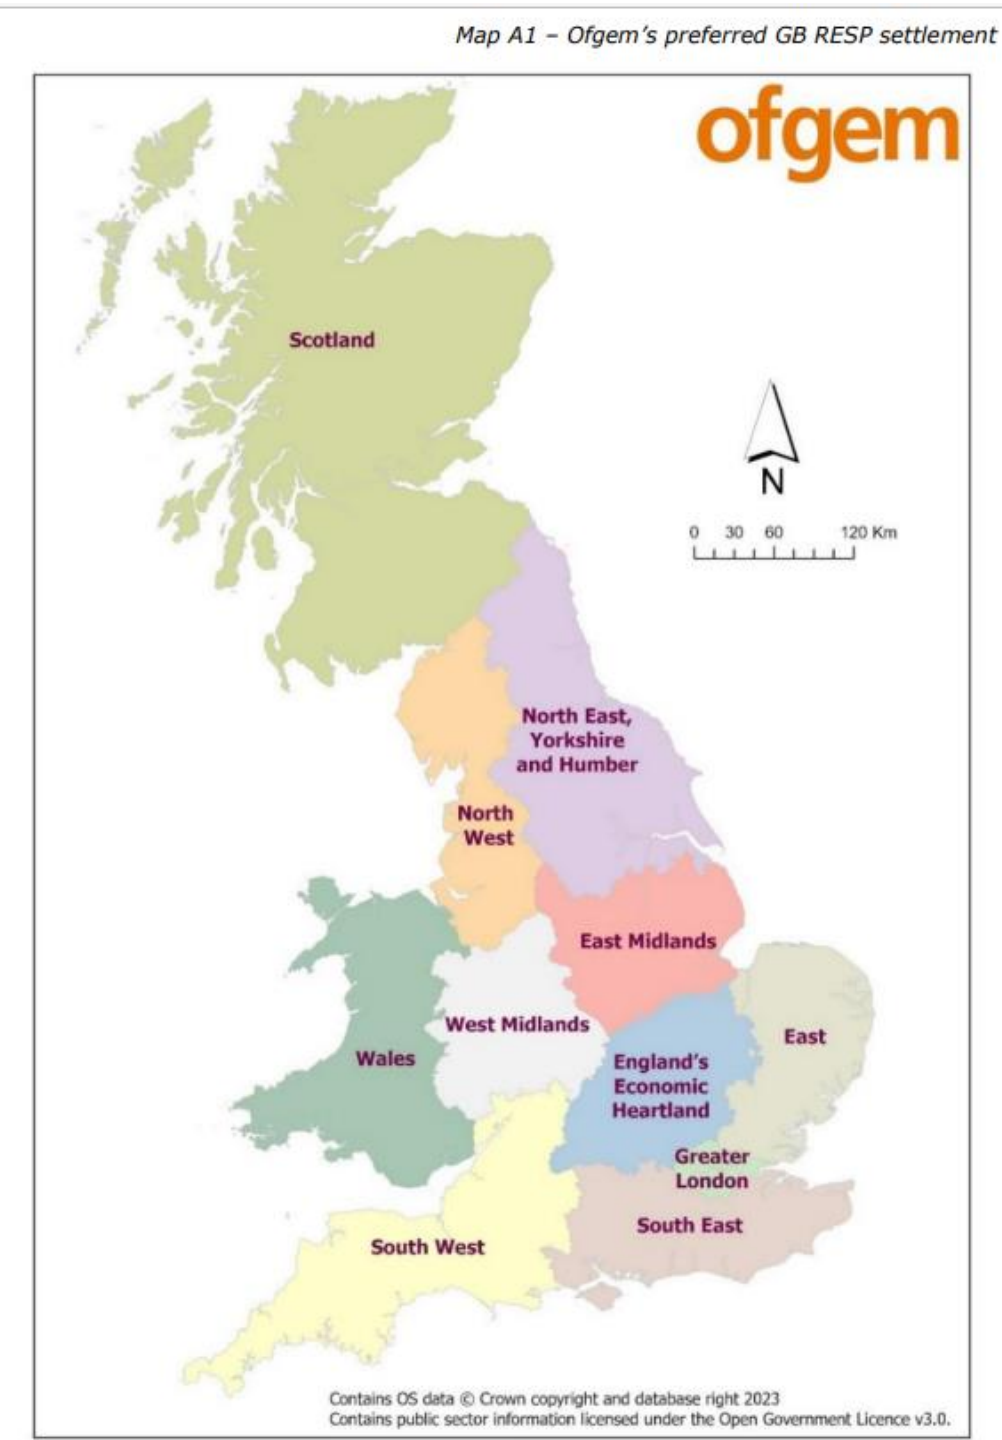 Map A1 – Ofgem's preferred GB RESP settlement
ofgem
Scotland
N
0 30 60 120 Km
North East,
Yorkshire
and Humber
North
West
East Midlands
West Midlands
East
Wales
England's
Economic
Heartland
Greater
London
South East
South West
Contains OS data © Crown copyright and database right 2023
Contains public sector information licensed under the Open Government Licence v3.0.